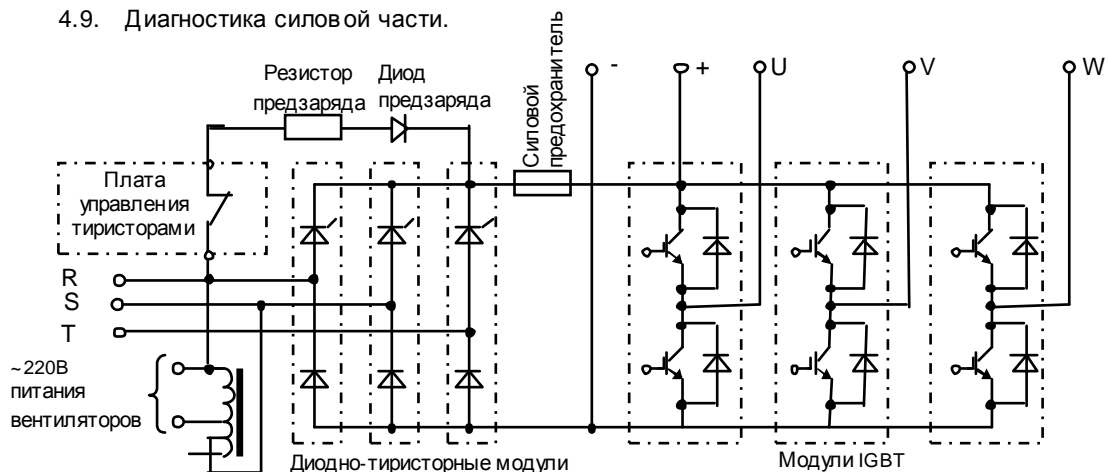 4.9. Диагностика силовой части.
Резистор
предзаряда
Диод
предзаряда
Силовой
предохранитель
-
+
U
V
W
Плата
управления
тиристорами
R
S
T
~220В
питания
вентиляторов
Диодно-тиристорные модули
Модули IGBT